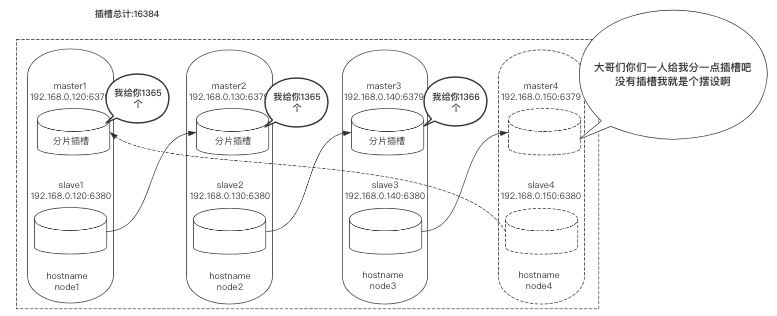 插槽总计:16384
大哥们你们一人给我分一点插槽吧
没有插槽我就是个摆设啊
master1
192.168.0.120:637
我给你1365
个
分片插槽
slave1
192.168.0.120:6380
hostname
node1
master2
192.168.0.130:637
我给你1365
个
分片插槽
slave2
192.168.0.130:6380
hostname
node2
master3
192.168.0.140:6379
我给你1366
个
分片插槽
slave3
192.168.0.140:6380
hostname
node3
master4
192.168.0.150:6379
slave4
192.168.0.150:6380
hostname
node4